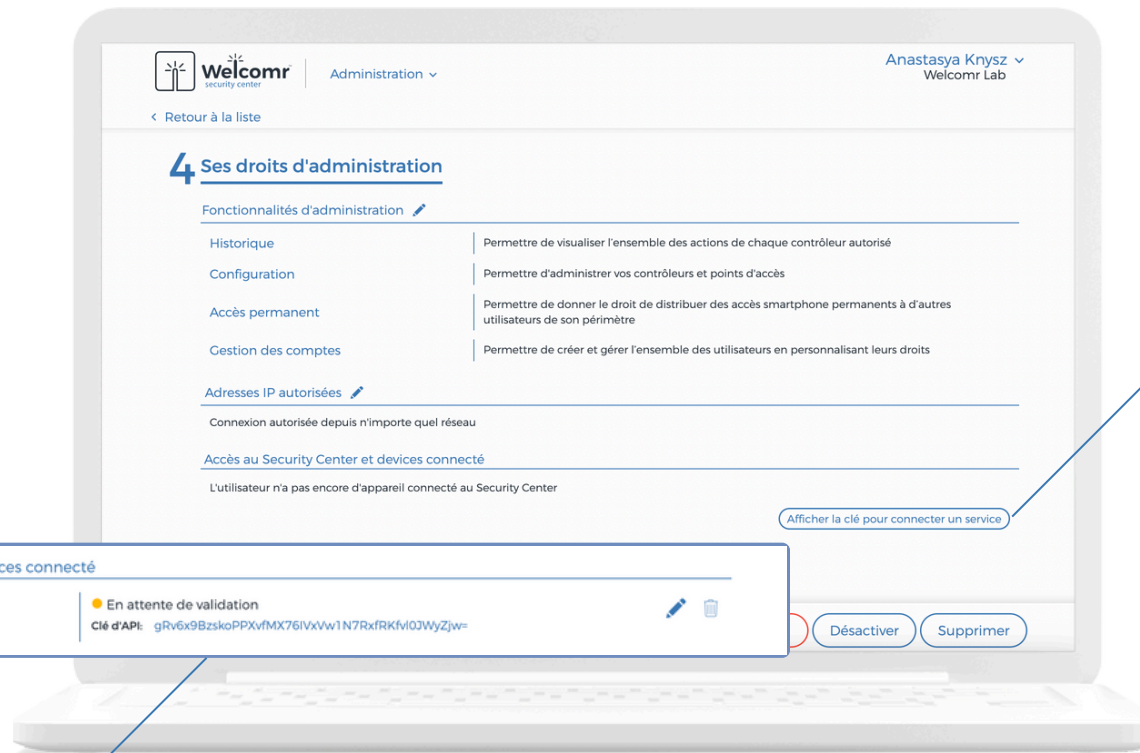 Welcomr
security center
Administration
Anastasya Knysz
Welcomr Lab
Retour à la liste
4 Ses droits d'administration
Fonctionnalités d'administration
Historique
Permettre de visualiser l'ensemble des actions de chaque contrôleur autorisé
Configuration
Permettre d'administrer vos contrôleurs et points d'accès
Accès permanent
Permettre de donner le droit de distribuer des accès smartphone permanents à d'autres
utilisateurs de son périmètre
Gestion des comptes
Permettre de créer et gérer l'ensemble des utilisateurs en personnalisant leurs droits
Adresses IP autorisées
Connexion autorisée depuis n'importe quel réseau
Accès au Security Center et devices connecté
L'utilisateur n'a pas encore d'appareil connecté au Security Center
Afficher la clé pour connecter un service
ces connecté
En attente de validation
Clé d'API: gRv6x9BzskoPPXvfMX76IVxVw1N7RxfRKfvl0JWyZjw=
Désactiver
Supprimer